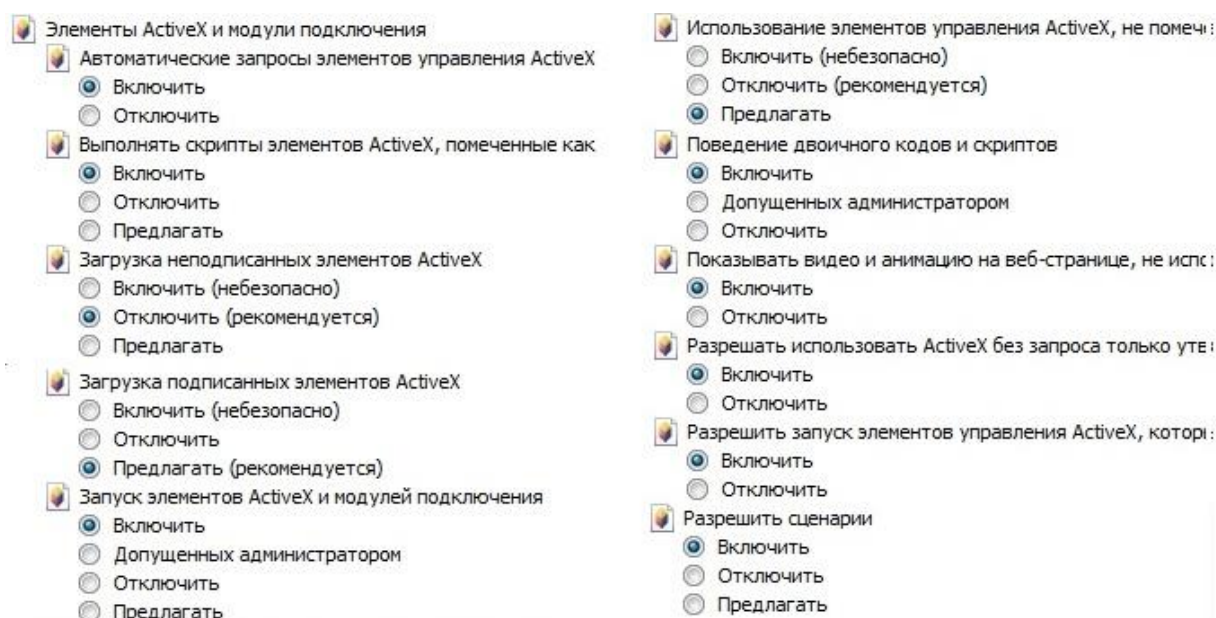 Элементы ActiveX и модули подключения
Автоматические запросы элементов управления ActiveX
Включить
Отключить
Выполнять скрипты элементов ActiveX, помеченные как
Включить
Отключить
Предлагать
Загрузка неподписанных элементов ActiveX
Включить (небезопасно)
Отключить (рекомендуется)
Предлагать
Загрузка подписанных элементов ActiveX
Включить (небезопасно)
Отключить
Предлагать (рекомендуется)
Запуск элементов ActiveX и модулей подключения
Включить
Допущенных администратором
Отключить
Предлагать
Использование элементов управления ActiveX, не
Включить (небезопасно)
Отключить (рекомендуется)
Предлагать
Поведение двоичного кодов и скриптов
Включить
Допущенных администратором
Отключить
Показывать видео и анимацию на веб-странице, не
Включить
Отключить
Разрешать использовать ActiveX без запроса только
Включить
Отключить
Разрешить запуск элементов управления ActiveX,
Включить
Отключить
Разрешить сценарии
Включить
Отключить
Предлагать